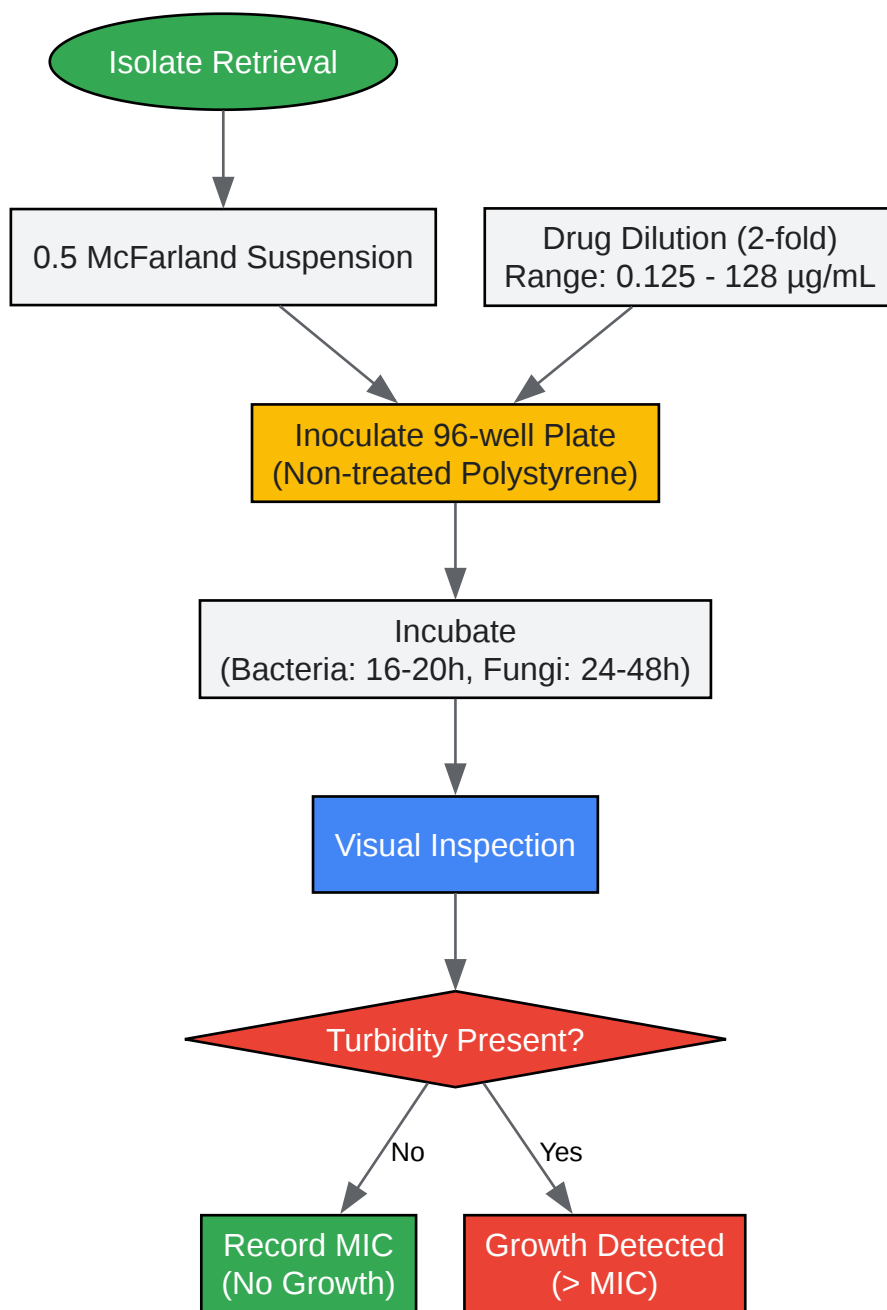 Isolate Retrieval
0.5 McFarland Suspension
Drug Dilution (2-fold)
Range: 0.125 - 128 µg/mL
Inoculate 96-well Plate
(Non-treated Polystyrene)
Incubate
(Bacteria: 16-20h, Fungi: 24-48h)
Visual Inspection
Turbidity Present?
No
Yes
Record MIC
(No Growth)
Growth Detected
(> MIC)